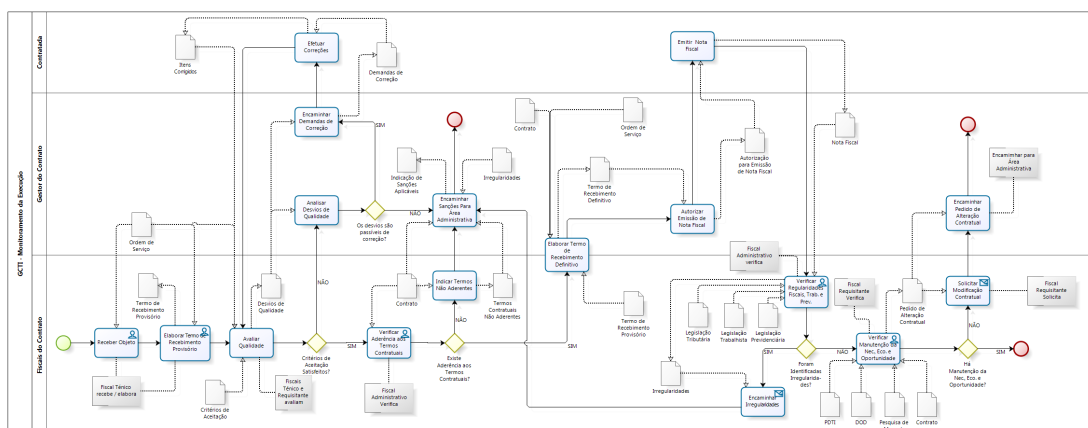 GCTI - Monitoramento da Execução
Contratada
Gestor do Contrato
Fiscais do Contrato
Itens
Corrigidos
Efetuar
Correções
Demandas de
Correção
Emitir Nota
Fiscal
Nota Fiscal
Encaminhar
Demandas de
Correção
SIM
Contrato
Ordem de
Serviço
Autorização
para Emissão
de Nota Fiscal
Indicação de
Sanções
Aplicáveis
Irregularidades
Termo de
Recebimento
Definitivo
Encaminhar para
Área
Administrativa
Analisar
Desvios de
Qualidade
Os desvios são
passíveis de
correção?
NÃO
Encaminhar
Sanções Para
Área
Administrativa
Autorizar
Emissão de
Nota Fiscal
Encaminhar
Pedido de
Alteração
Contratual
Ordem de
Serviço
Elaborar Termo
de
Recebimento
Definitivo
Fiscal
Administrativo
verifica
Termo de
Recebimento
Provisório
Desvios de
Qualidade
NÃO
Contrato
Indicar Termos
Não Aderentes
Termos
Contratuais
Não Aderentes
Verificar
Regularidades
Fiscais, Trab. e
Prev.
Fiscal
Requisitante
Verifica
Pedido de
Alteração
Contratual
Solicitar
Modificação
Contratual
Fiscal
Requisitante
Solicita
Receber Objeto
Elaborar Termo de
Recebimento
Provisório
Avaliar
Qualidade
Critérios de
Aceitação
Satisfeitos?
SIM
Verificar
Aderência aos
Termos
Contratuais
NÃO
Existe
Aderência aos
Termos
Contratuais?
SIM
Termo de
Recebimento
Provisório
Legislação
Tributária
Legislação
Trabalhista
Legislação
Previdenciária
SIM
Foram
Identificadas
Irregularida-
des?
NÃO
Verificar
Manutenção da
Nec, Eco. e
Oportunidade
NÃO
SIM
Há
Manutenção da
Nec, Eco. e
Oportunidade?
Fiscal Ténico
recebe / elabora
Critérios de
Aceitação
Fiscais
Ténico e
Requisitante
avaliam
Fiscal
Administrativo
Verifica
Irregularidades
Encaminhar
Irregularidades
PDTI
DOD
Pesquisa de
Contrato